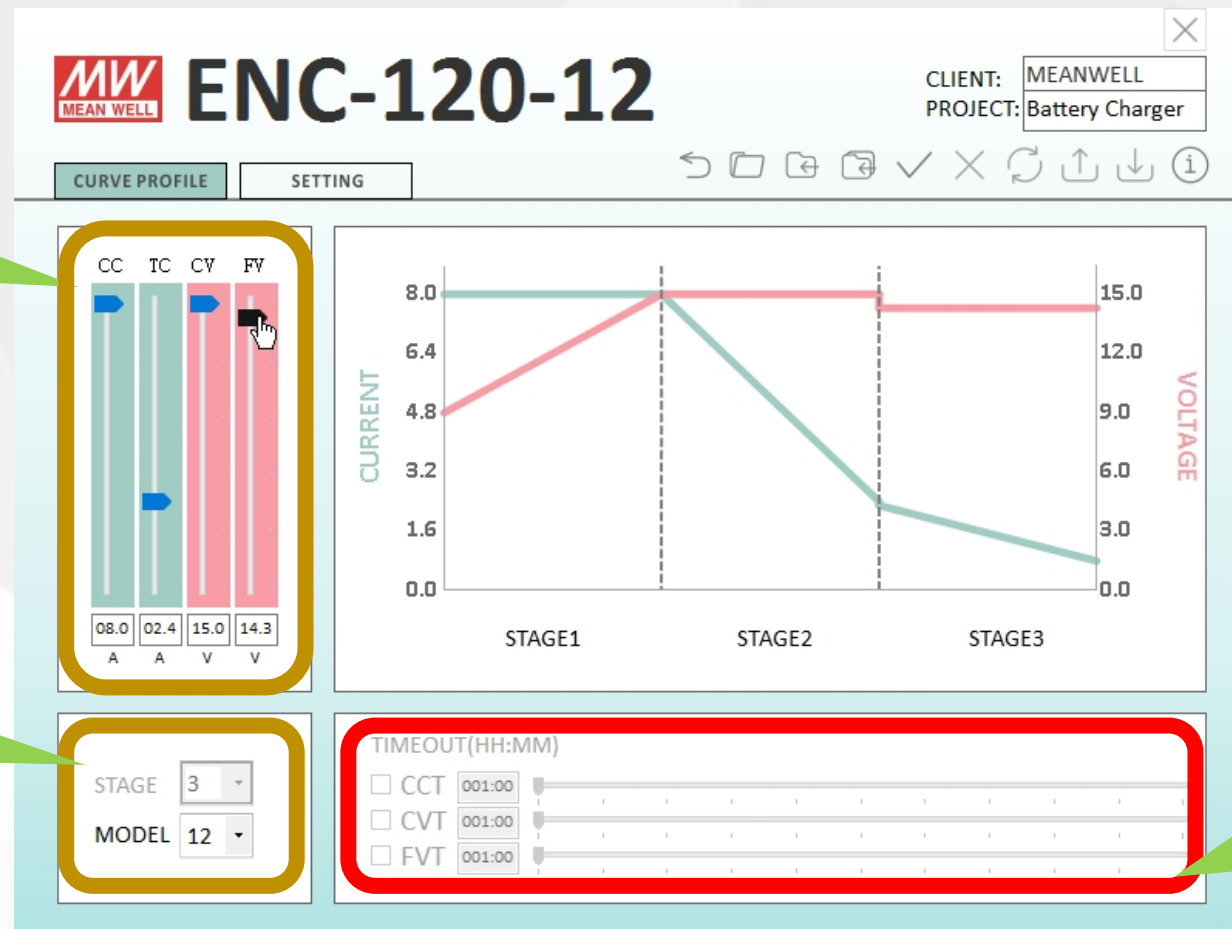 MW
MEAN WELL
ENC-120-12
CLIENT: MEANWELL
PROJECT: Battery Charger
CURVE PROFILE SETTING
i
CC TC CV FV
08.0 02.4 15.0 14.3
A A V V
CURRENT
8.0
6.4
4.8
3.2
1.6
0.0
15.0
12.0
9.0
6.0
3.0
0.0
VOLTAGE
STAGE1 STAGE2 STAGE3
STAGE 3
MODEL 12
TIMEOUT(HH:MM)
CCT 001:00
CVT 001:00
FVT 001:00